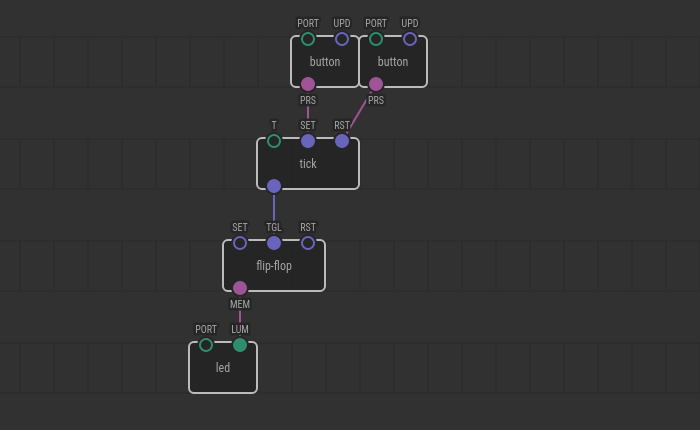 PORT UPD PORT UPD
button button
PRS PRS
T SET RST
tick
SET TGL RST
flip-flop
MEM
PORT LUM
led